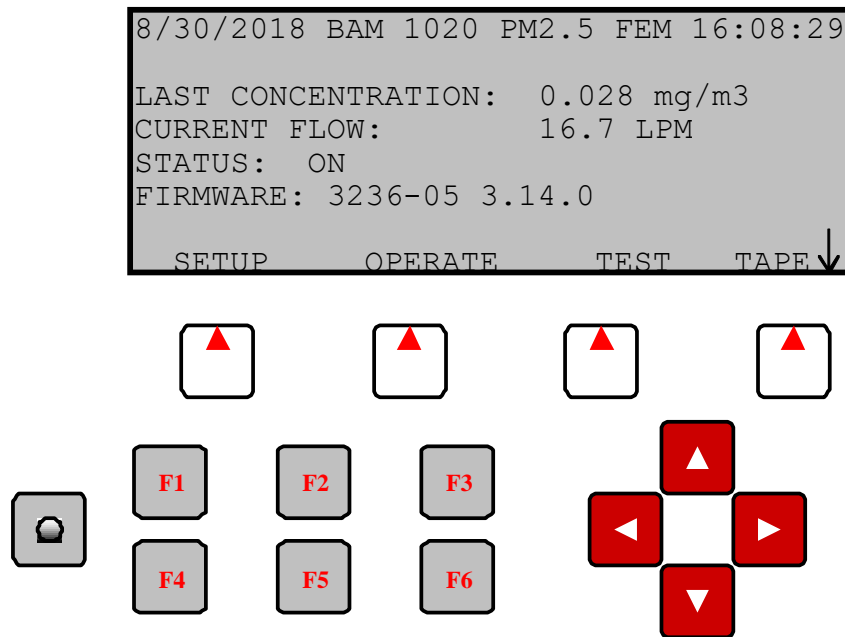 8/30/2018 BAM 1020 PM2.5 FEM 16:08:29
LAST CONCENTRATION: 0.028 mg/m3
CURRENT FLOW: 16.7 LPM
STATUS: ON
FIRMWARE: 3236-05 3.14.0
SETUP OPERATE TEST TAPE
F1 F2 F3
F4 F5 F6